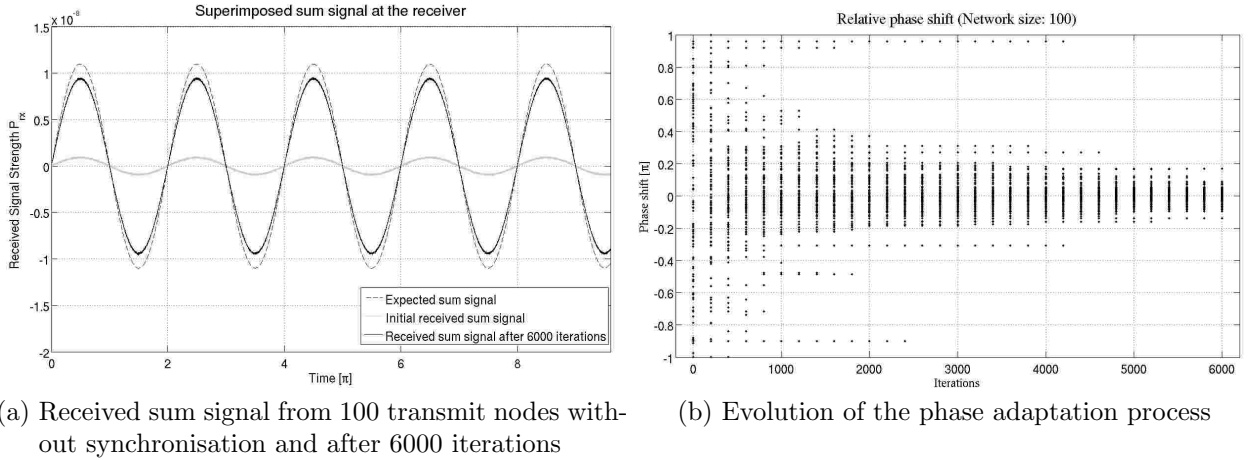 Superimposed sum signal at the receiver
x 10^-8
1.5
1
0.5
0
-0.5
-1
-1.5
-2
Received Signal Strength P_rx
0 2 4 6 8
Time [π]
Expected sum signal
Initial received sum signal
Received sum signal after 6000 iterations
Relative phase shift (Network size: 100)
1
0.8
0.6
0.4
0.2
0
-0.2
-0.4
-0.6
-0.8
-1
Phase shift [π]
0 1000 2000 3000 4000 5000 6000
Iterations
(a) Received sum signal from 100 transmit nodes with-
out synchronisation and after 6000 iterations
(b) Evolution of the phase adaptation process